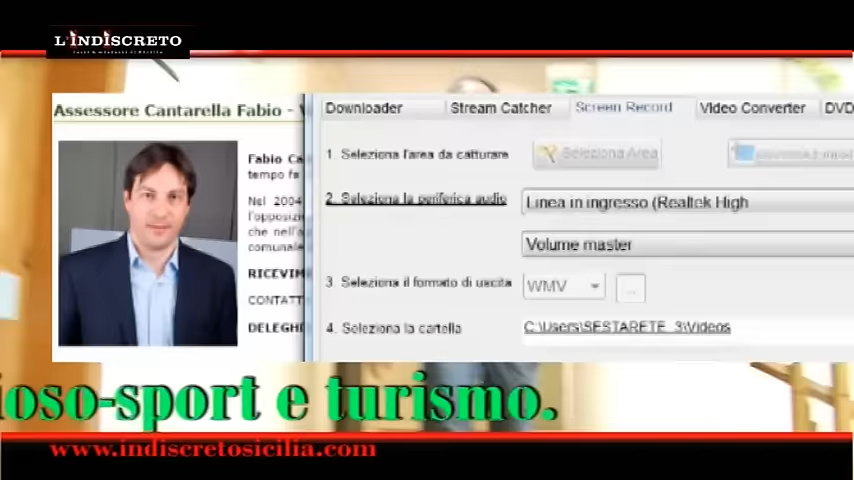 L'INDISCRETO
Assessore Cantarella Fabio -
Downloader
Stream Catcher
Screen Record
Video Converter
DVD
Fabio Ca
tempo fa
Nel 2004
l'opposizi
che nell'a
comunale
RICEVIM
CONTATT
DELEGH
1 Seleziona l'area da catturare
Seleziona Area
2. Seleziona la periferica audio
Linea in ingresso (Realtek High
Volume master
3. Seleziona il formato di uscita
WMV
...
4. Seleziona la cartella
C:\Users\SESTARETE_3\Videos
ioso-sport e turismo.
www.indiscretosicilia.com